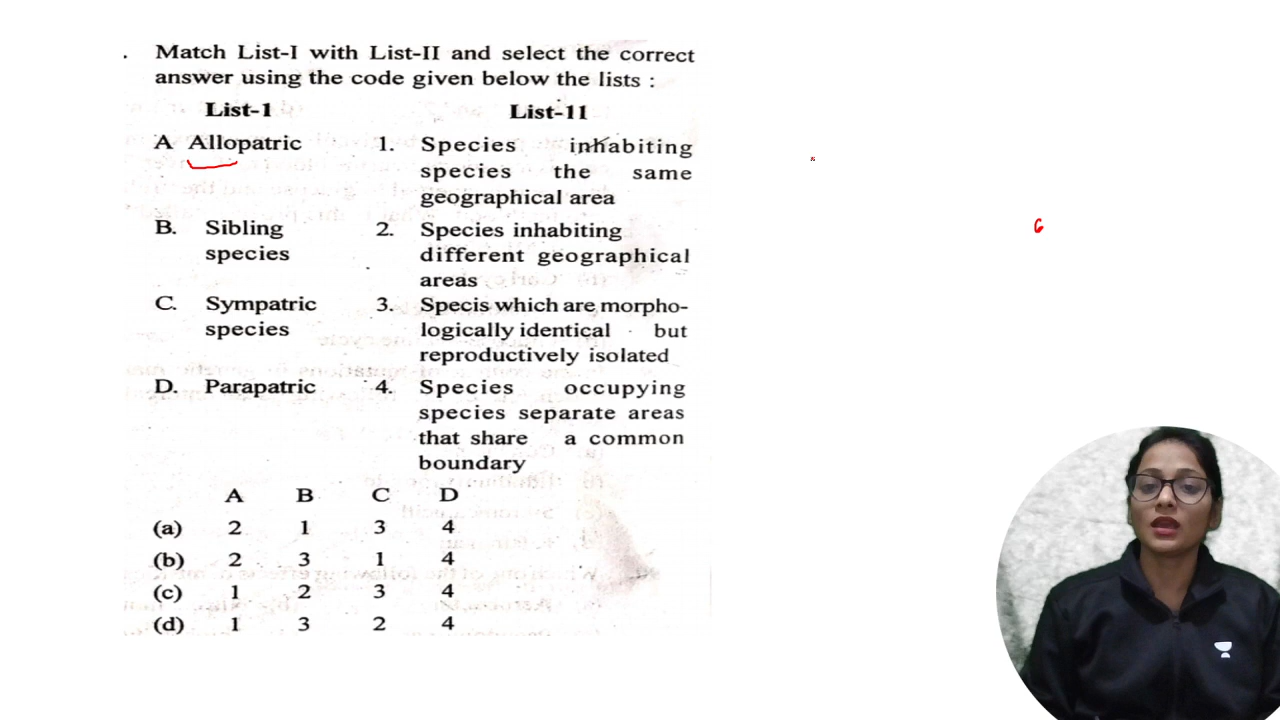 . Match List-I with List-II and select the correct
answer using the code given below the lists :
List-1 List-11
A Allopatric 1. Species inhabiting
species the same
geographical area
B. Sibling 2. Species inhabiting
species different geographical
areas
C. Sympatric 3. Specis which are morpho-
species logically identical but
reproductively isolated
D. Parapatric 4. Species occupying
species separate areas
that share a common
boundary
A B C D
(a) 2 1 3 4
(b) 2 3 1 4
(c) 1 2 3 4
(d) 1 3 2 4